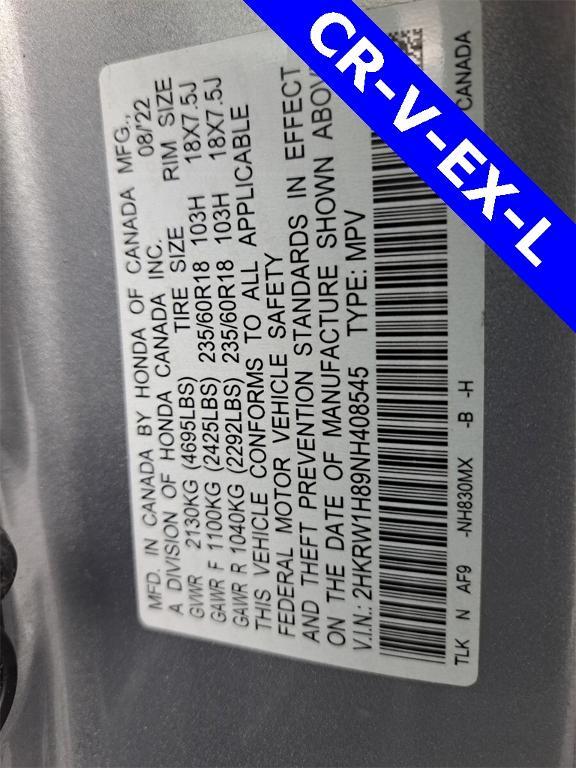 CR-V-EX-L
MFD. IN CANADA BY HONDA OF CANADA MFG.,
A DIVISION OF HONDA CANADA INC. 08/'22
GVWR 2130KG (4695LBS) TIRE SIZE RIM SIZE
GAWR F 1100KG (2425LBS) 235/60R18 103H 18X7.5J
GAWR R 1040KG (2292LBS) 235/60R18 103H 18X7.5J
THIS VEHICLE CONFORMS TO ALL APPLICABLE
FEDERAL MOTOR VEHICLE SAFETY
AND THEFT PREVENTION STANDARDS IN EFFECT
ON THE DATE OF MANUFACTURE SHOWN ABOV
V.I.N.: 2HKRW1H89NH408545 TYPE: MPV
TLK N AF9 -NH830MX -B -H CANADA